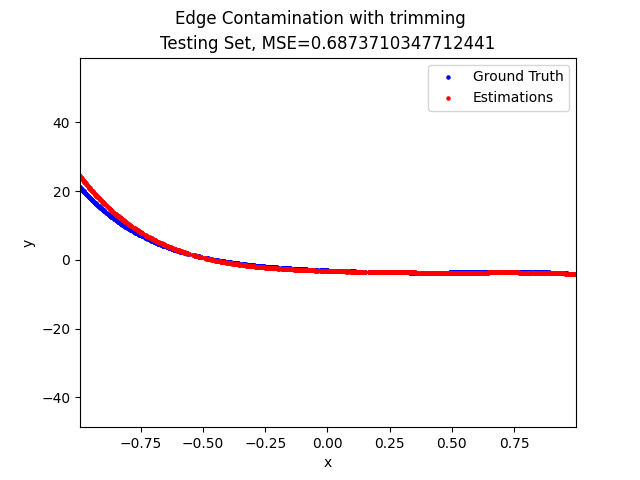 Edge Contamination with trimming
Testing Set, MSE=0.6873710347712441
Ground Truth
Estimations
40
20
0
−20
−40
y
−0.75
−0.50
−0.25
0.00
0.25
0.50
0.75
x